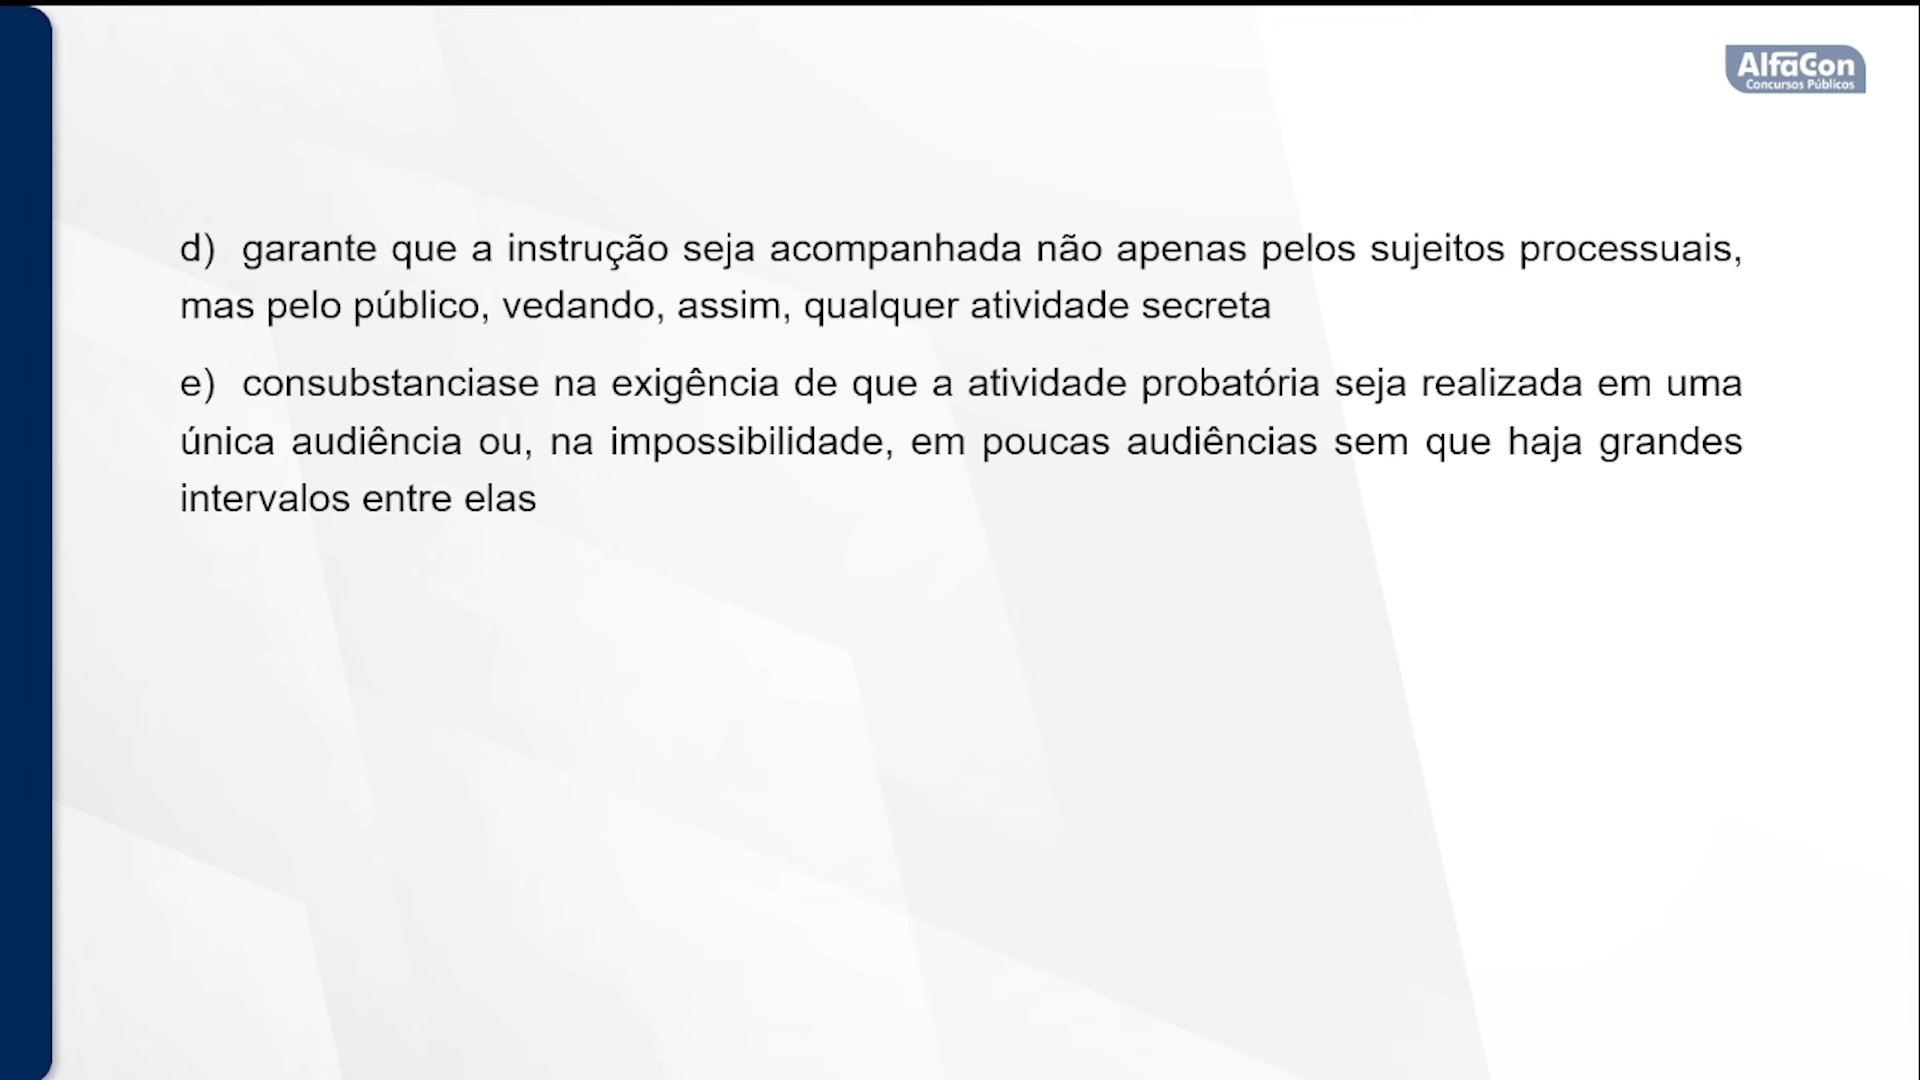 AlfaCon
Concursos Públicos
d) garante que a instrução seja acompanhada não apenas pelos sujeitos processuais,
mas pelo público, vedando, assim, qualquer atividade secreta
e) consubstanciase na exigência de que a atividade probatória seja realizada em uma
única audiência ou, na impossibilidade, em poucas audiências sem que haja grandes
intervalos entre elas